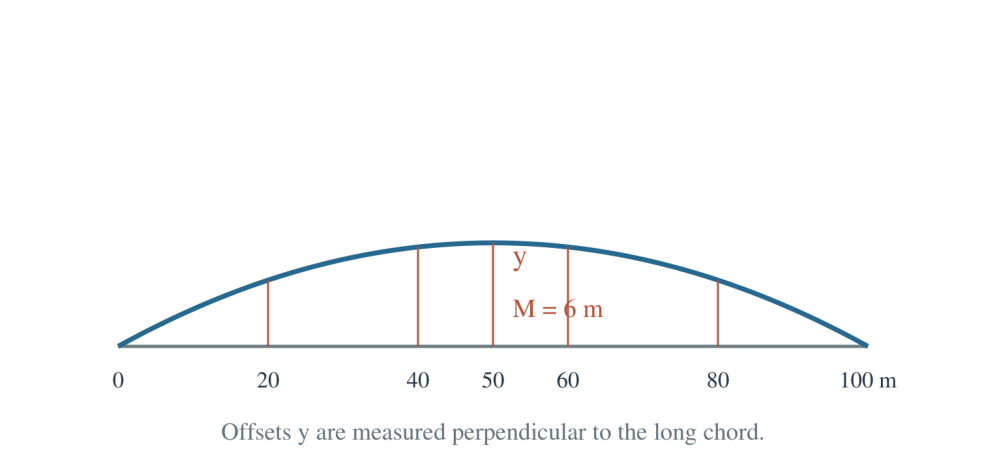 y
M = 6 m
0 20 40 50 60 80 100 m
Offsets y are measured perpendicular to the long chord.